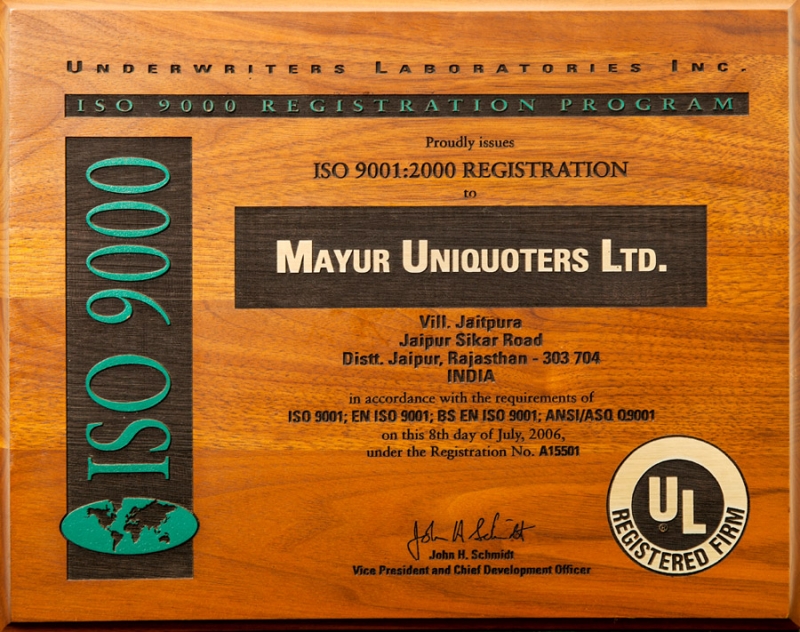 UNDERWRITERS LABORATORIES INC.
ISO 9000 REGISTRATION PROGRAM
ISO 9000
Proudly issues
ISO 9001:2000 REGISTRATION
to
MAYUR UNIQUOTERS LTD.
Vill. Jaitpura
Jaipur Sikar Road
Distt. Jaipur, Rajasthan - 303 704
INDIA
in accordance with the requirements of
ISO 9001; EN ISO 9001; BS EN ISO 9001; ANSI/ASQ Q9001
on this 8th day of July, 2006,
under the Registration No. A15501
John H Schmidt
John H. Schmidt
Vice President and Chief Development Officer
UL ®
REGISTERED FIRM